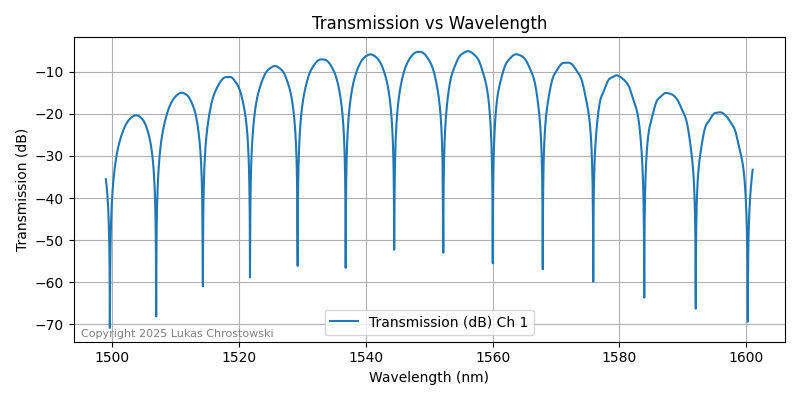 Transmission vs Wavelength
Transmission (dB)
−10
−20
−30
−40
−50
−60
−70
Copyright 2025 Lukas Chrostowski
Transmission (dB) Ch 1
1500 1520 1540 1560 1580 1600
Wavelength (nm)